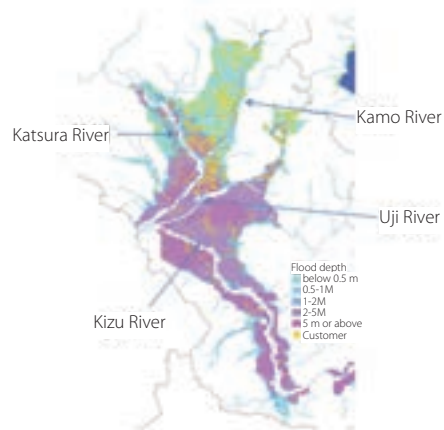 Kamo River
Katsura River
Uji River
Flood depth
below 0.5 m
0.5-1M
1-2M
2-5M
5 m or above
Customer
Kizu River